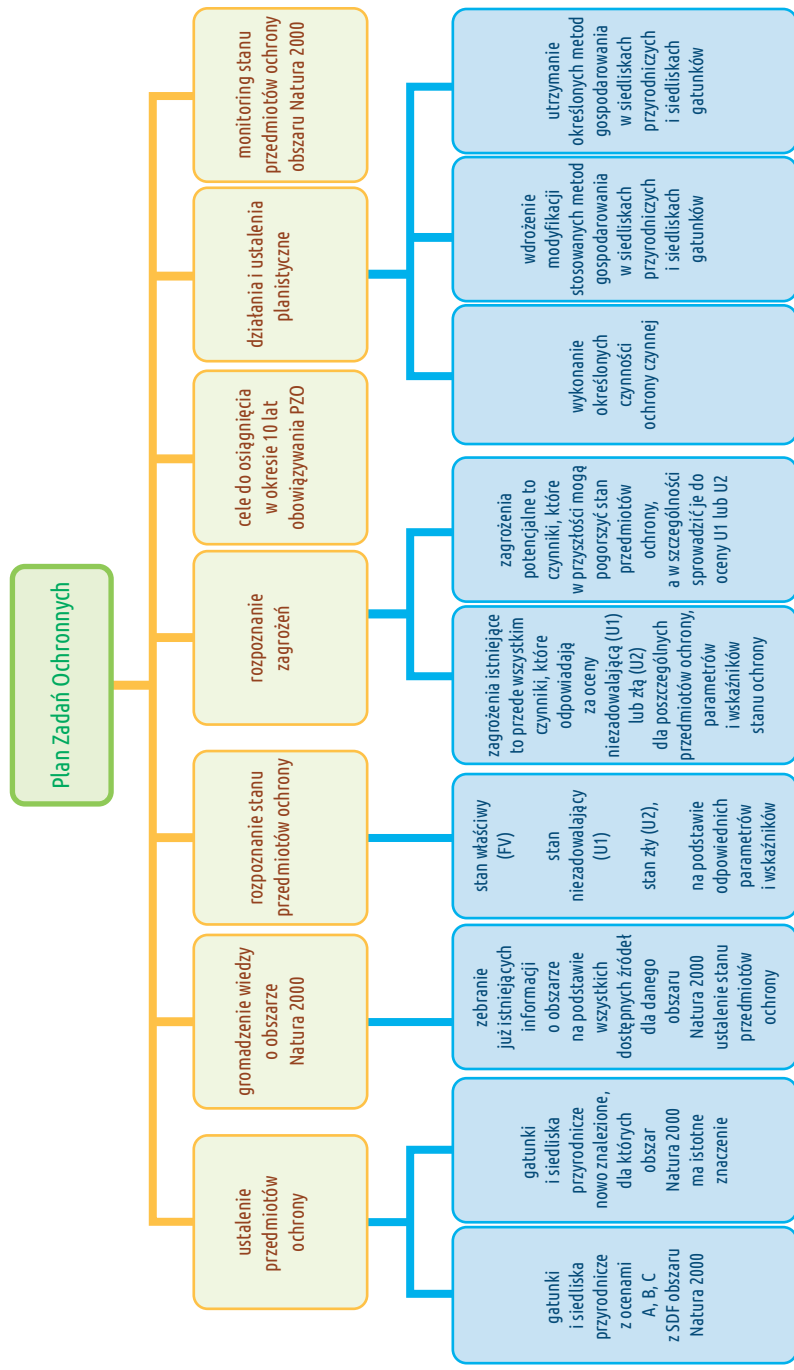 Plan Zadań Ochronnych
ustalenie
przedmiotów
ochrony
gromadzenie wiedzy
o obszarze
Natura 2000
rozpoznanie stanu
przedmiotów ochrony
rozpoznanie
zagrożeń
cele do osiągnięcia
w okresie 10 lat
obowiązywania PZO
działania i ustalenia
planistyczne
monitoring stanu
przedmiotów ochrony
obszaru Natura 2000
gatunki
i siedliska
przyrodnicze
z ocenami
A, B, C
z SDF obszaru
Natura 2000
gatunki
i siedliska
przyrodnicze
nowo znalezione,
dla których
obszar
Natura 2000
ma istotne
znaczenie
zebranie
już istniejących
informacji
o obszarze
na podstawie
wszystkich
dostępnych źródeł
dla danego
obszaru
Natura 2000
ustalenie stanu
przedmiotów
ochrony
stan właściwy
(FV)
stan
niezadowalający
(U1)
stan zły (U2),
na podstawie
odpowiednich
parametrów
i wskaźników
zagrożenia istniejące
to przede wszystkim
czynniki, które
odpowiadają
za oceny
niezadowalającą (U1)
lub złą (U2)
dla poszczególnych
przedmiotów ochrony,
parametrów
i wskaźników
stanu ochrony
zagrożenia
potencjalne to
czynniki, które
w przyszłości mogą
pogorszyć stan
przedmiotów
ochrony,
a w szczególności
sprowadzić je do
oceny U1 lub U2
wykonanie
określonych
czynności
ochrony czynnej
wdrożenie
modyfikacji
stosowanych metod
gospodarowania
w siedliskach
przyrodniczych
i siedliskach
gatunków
utrzymanie
określonych metod
gospodarowania
w siedliskach
przyrodniczych
i siedliskach
gatunków